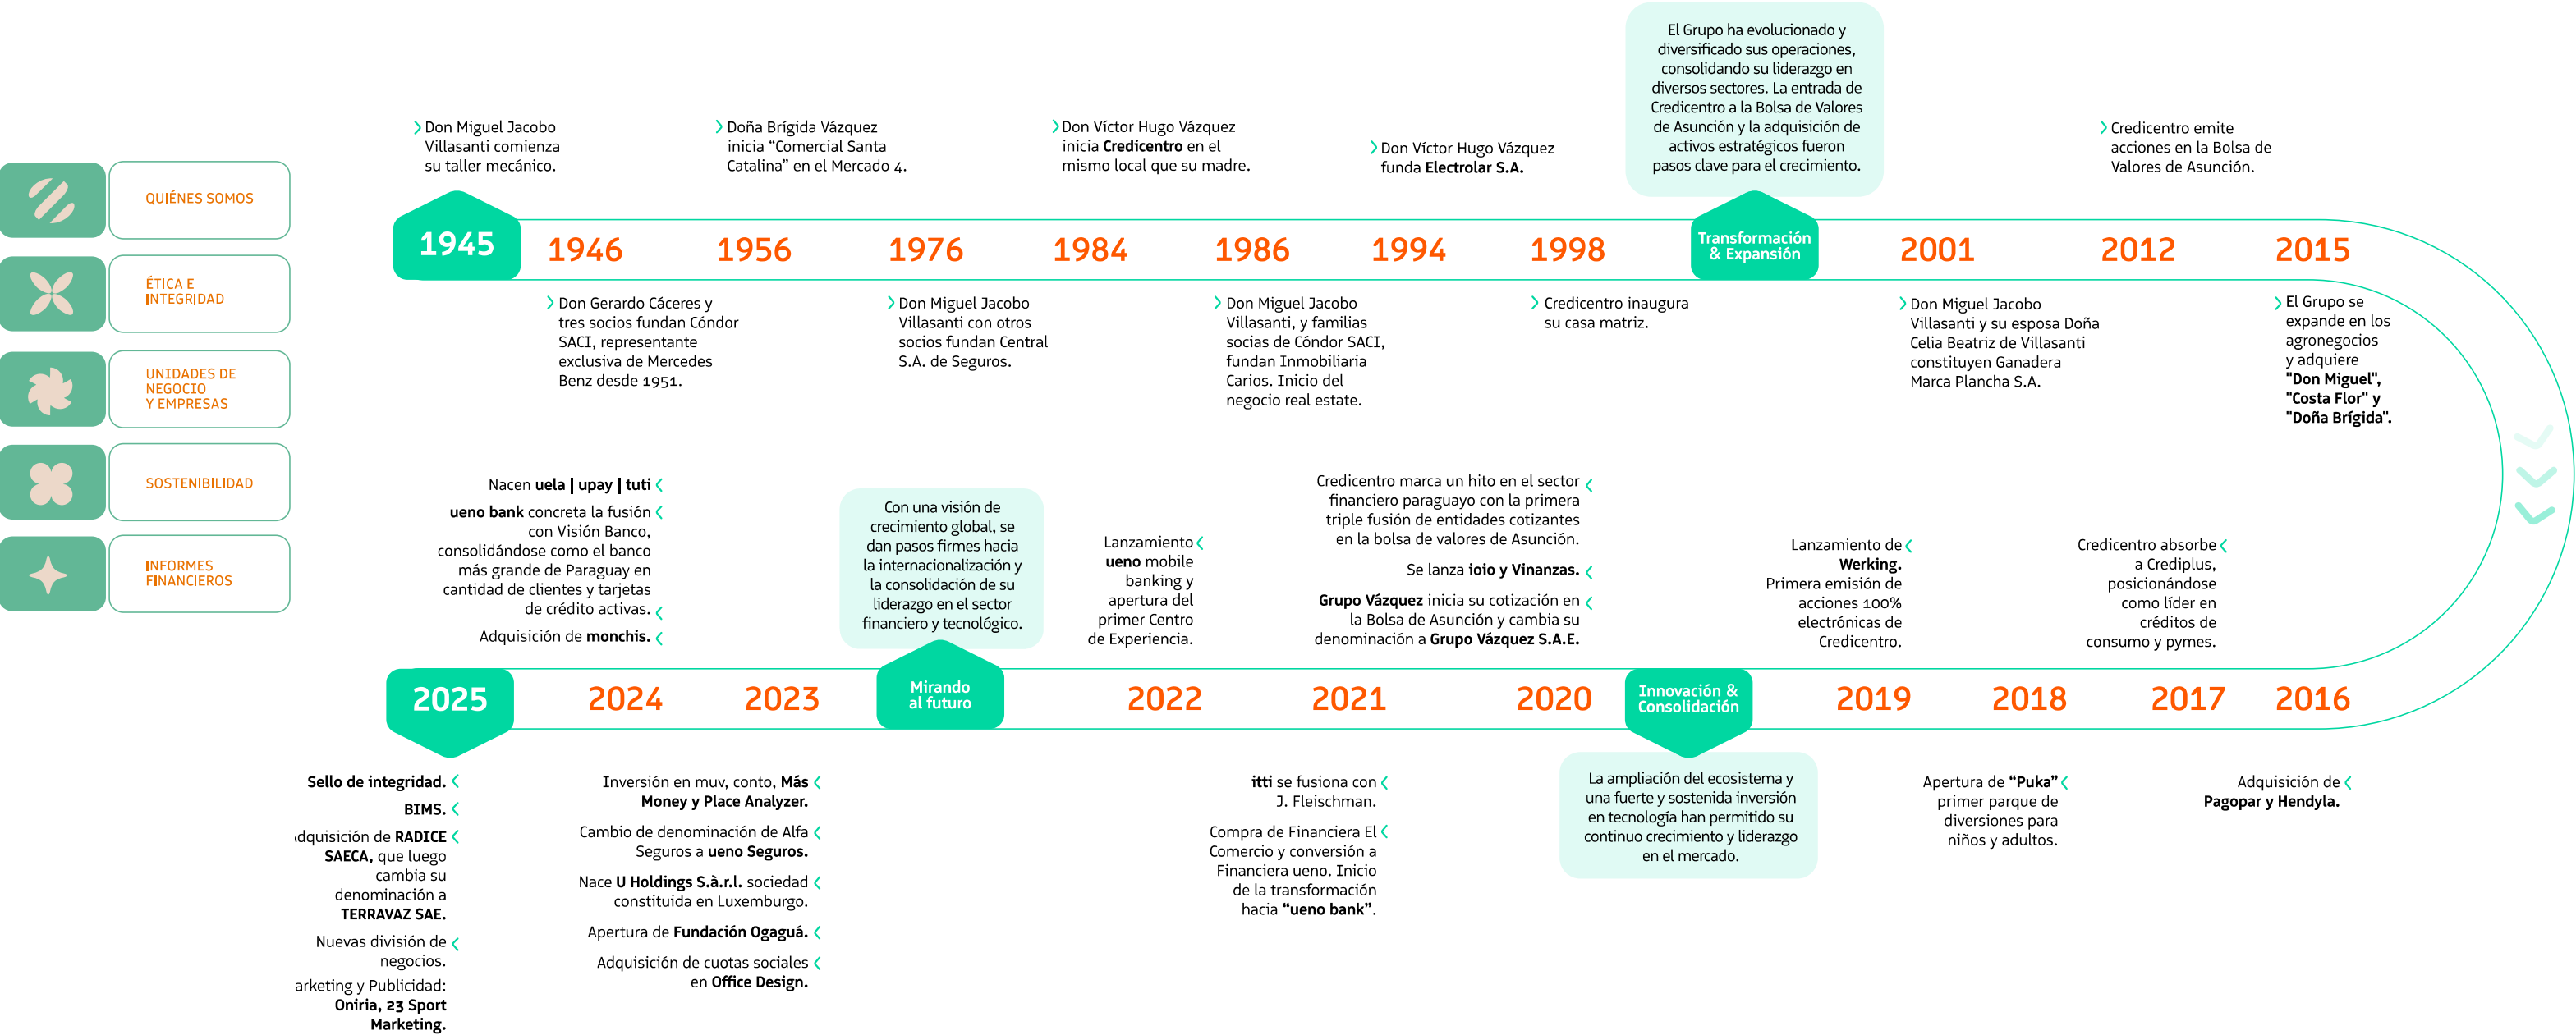 QUIÉNES SOMOS
ÉTICA E
INTEGRIDAD
UNIDADES DE
NEGOCIO
Y EMPRESAS
SOSTENIBILIDAD
INFORMES
FINANCIEROS
Don Miguel Jacobo
Villasanti comienza
su taller mecánico.
Doña Brígida Vázquez
inicia “Comercial Santa
Catalina” en el Mercado 4.
Don Víctor Hugo Vázquez
inicia Credicentro en el
mismo local que su madre.
Don Víctor Hugo Vázquez
funda Electrolar S.A.
El Grupo ha evolucionado y
diversificado sus operaciones,
consolidando su liderazgo en
diversos sectores. La entrada de
Credicentro a la Bolsa de Valores
de Asunción y la adquisición de
activos estratégicos fueron
pasos clave para el crecimiento.
Credicentro emite
acciones en la Bolsa de
Valores de Asunción.
1945
1946
1956
1976
1984
1986
1994
1998
Transformación
& Expansión
2001
2012
2015
Don Gerardo Cáceres y
tres socios fundan Cóndor
SACI, representante
exclusiva de Mercedes
Benz desde 1951.
Don Miguel Jacobo
Villasanti con otros
socios fundan Central
S.A. de Seguros.
Don Miguel Jacobo
Villasanti, y familias
socias de Cóndor SACI,
fundan Inmobiliaria
Carios. Inicio del
negocio real estate.
Credicentro inaugura
su casa matriz.
Don Miguel Jacobo
Villasanti y su esposa Doña
Celia Beatriz de Villasanti
constituyen Ganadera
Marca Plancha S.A.
El Grupo se
expande en los
agronegocios
y adquiere
"Don Miguel",
"Costa Flor" y
"Doña Brígida".
Nacen uela | upay | tuti
ueno bank concreta la fusión
con Visión Banco,
consolidándose como el banco
más grande de Paraguay en
cantidad de clientes y tarjetas
de crédito activas.
Adquisición de monchis.
Con una visión de
crecimiento global, se
dan pasos firmes hacia
la internacionalización y
la consolidación de su
liderazgo en el sector
financiero y tecnológico.
Lanzamiento
ueno mobile
banking y
apertura del
primer Centro
de Experiencia.
Credicentro marca un hito en el sector
financiero paraguayo con la primera
triple fusión de entidades cotizantes
en la bolsa de valores de Asunción.
Se lanza ioio y Vinanzas.
Grupo Vázquez inicia su cotización en
la Bolsa de Asunción y cambia su
denominación a Grupo Vázquez S.A.E.
Lanzamiento de
Werking.
Primera emisión de
acciones 100%
electrónicas de
Credicentro.
Credicentro absorbe
a Crediplus,
posicionándose
como líder en
créditos de
consumo y pymes.
2025
2024
2023
Mirando
al futuro
2022
2021
2020
Innovación &
Consolidación
2019
2018
2017
2016
Sello de integridad.
BIMS.
dquisición de RADICE
SAECA, que luego
cambia su
denominación a
TERRAVAZ SAE.
Nuevas división de
negocios.
arketing y Publicidad:
Oniria, 23 Sport
Marketing.
Inversión en muv, conto, Más
Money y Place Analyzer.
Cambio de denominación de Alfa
Seguros a ueno Seguros.
Nace U Holdings S.à.r.l. sociedad
constituida en Luxemburgo.
Apertura de Fundación Ogaguá.
Adquisición de cuotas sociales
en Office Design.
itti se fusiona con
J. Fleischman.
Compra de Financiera El
Comercio y conversión a
Financiera ueno. Inicio
de la transformación
hacia “ueno bank”.
La ampliación del ecosistema y
una fuerte y sostenida inversión
en tecnología han permitido su
continuo crecimiento y liderazgo
en el mercado.
Apertura de “Puka”
primer parque de
diversiones para
niños y adultos.
Adquisición de
Pagopar y Hendyla.